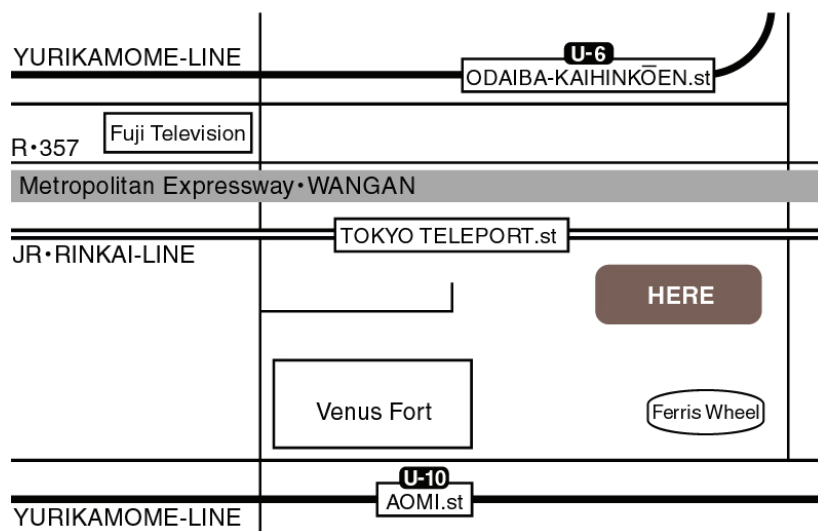 U-6
YURIKAMOME-LINE
ODAIBA-KAIHINKŌEN.st
Fuji Television
R•357
Metropolitan Expressway•WANGAN
TOKYO TELEPORT.st
JR•RINKAI-LINE
HERE
Venus Fort
Ferris Wheel
U-10
AOMI.st
YURIKAMOME-LINE